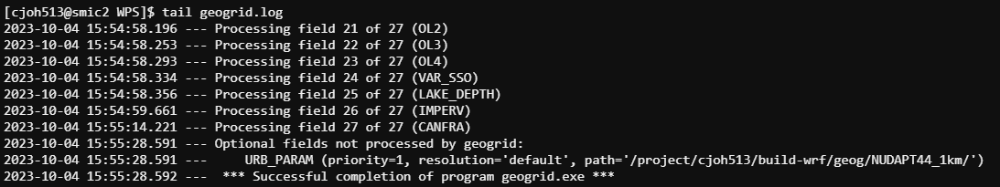 [cjoh513@smic2 WPS]$ tail geogrid.log
2023-10-04 15:54:58.196 --- Processing field 21 of 27 (OL2)
2023-10-04 15:54:58.253 --- Processing field 22 of 27 (OL3)
2023-10-04 15:54:58.293 --- Processing field 23 of 27 (OL4)
2023-10-04 15:54:58.334 --- Processing field 24 of 27 (VAR_SSO)
2023-10-04 15:54:58.356 --- Processing field 25 of 27 (LAKE_DEPTH)
2023-10-04 15:54:59.661 --- Processing field 26 of 27 (IMPERV)
2023-10-04 15:55:14.221 --- Processing field 27 of 27 (CANFRA)
2023-10-04 15:55:28.591 --- Optional fields not processed by geogrid:
2023-10-04 15:55:28.591 ---     URB_PARAM (priority=1, resolution='default', path='/project/cjoh513/build-wrf/geog/NUDAPT44_1km/')
2023-10-04 15:55:28.592 ---  *** Successful completion of program geogrid.exe ***